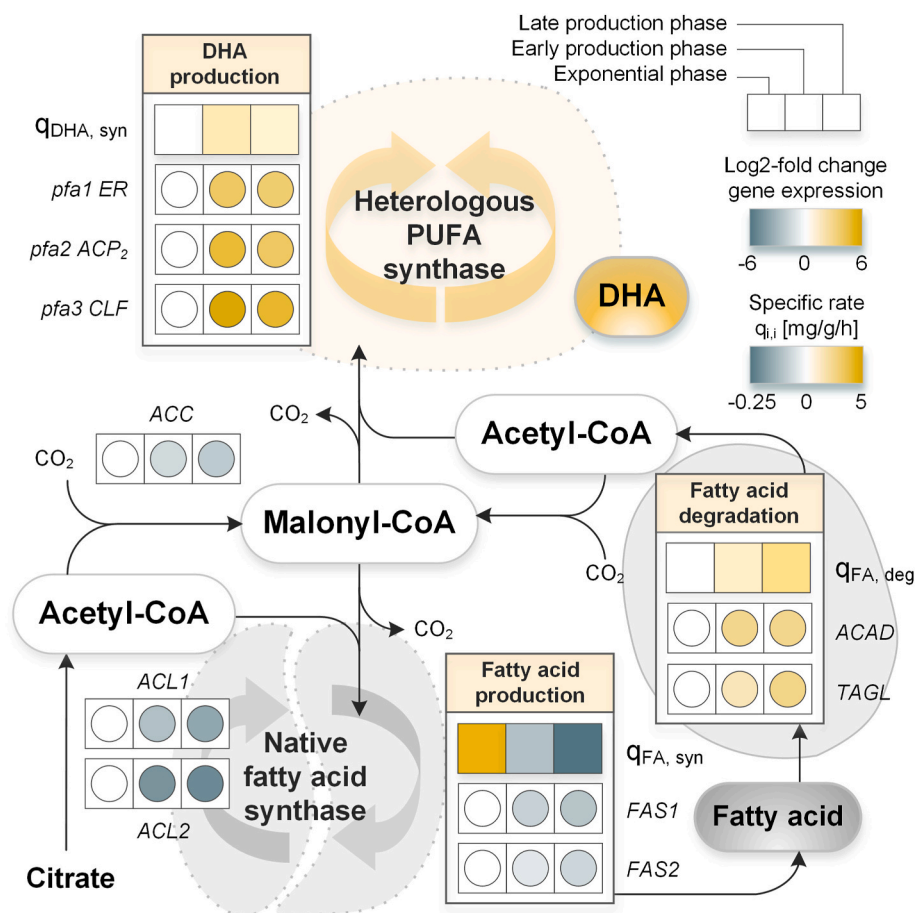 Late production phase
Early production phase
Exponential phase
DHA
production
qDHA, syn
pfa1 ER
pfa2 ACP2
pfa3 CLF
Heterologous
PUFA
synthase
DHA
Log2-fold change
gene expression
-6 0 6
Specific rate
qi,i [mg/g/h]
-0.25 0 5
ACC
CO2
CO2
Acetyl-CoA
Malonyl-CoA
Fatty acid
degradation
qFA, deg
ACAD
TAGL
CO2
Acetyl-CoA
CO2
ACL1
ACL2
Native
fatty acid
synthase
Fatty acid
production
qFA, syn
FAS1
FAS2
Fatty acid
Citrate